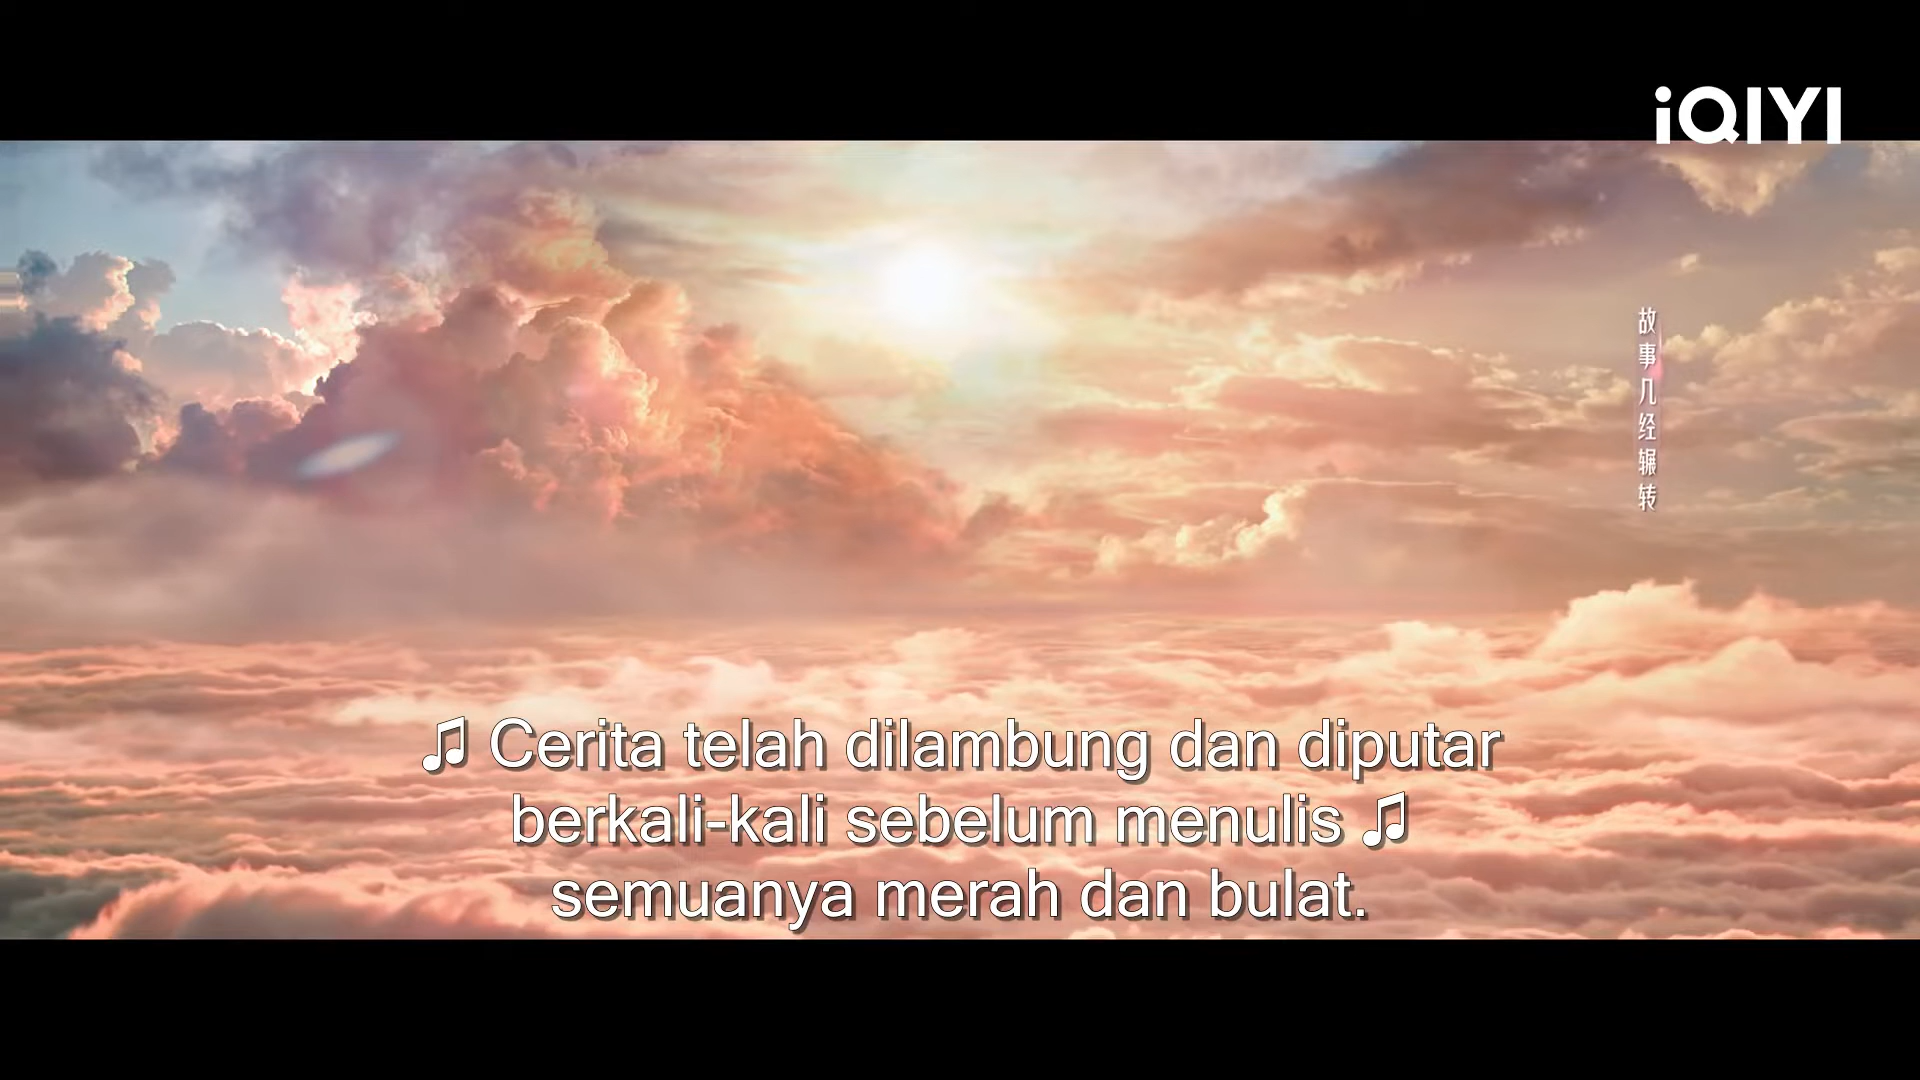 iQIYI
故事几经辗转
♫ Cerita telah dilambung dan diputar
berkali-kali sebelum menulis ♫
semuanya merah dan bulat.